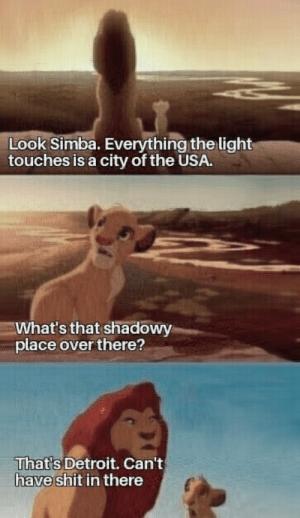 Look Simba. Everything the light
touches is a city of the USA.
What's that shadowy
place over there?
That's Detroit. Can't
have shit in there